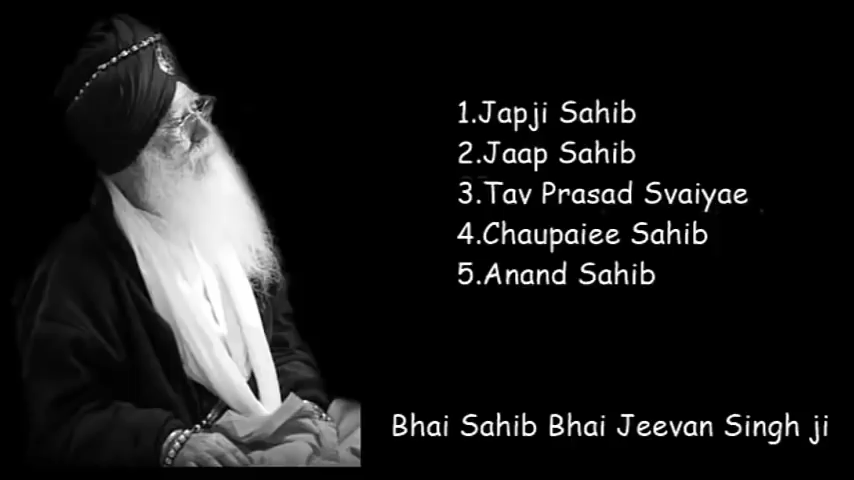 1.Japji Sahib
2.Jaap Sahib
3.Tav Prasad Svaiyae
4.Chaupaiee Sahib
5.Anand Sahib
Bhai Sahib Bhai Jeevan Singh ji